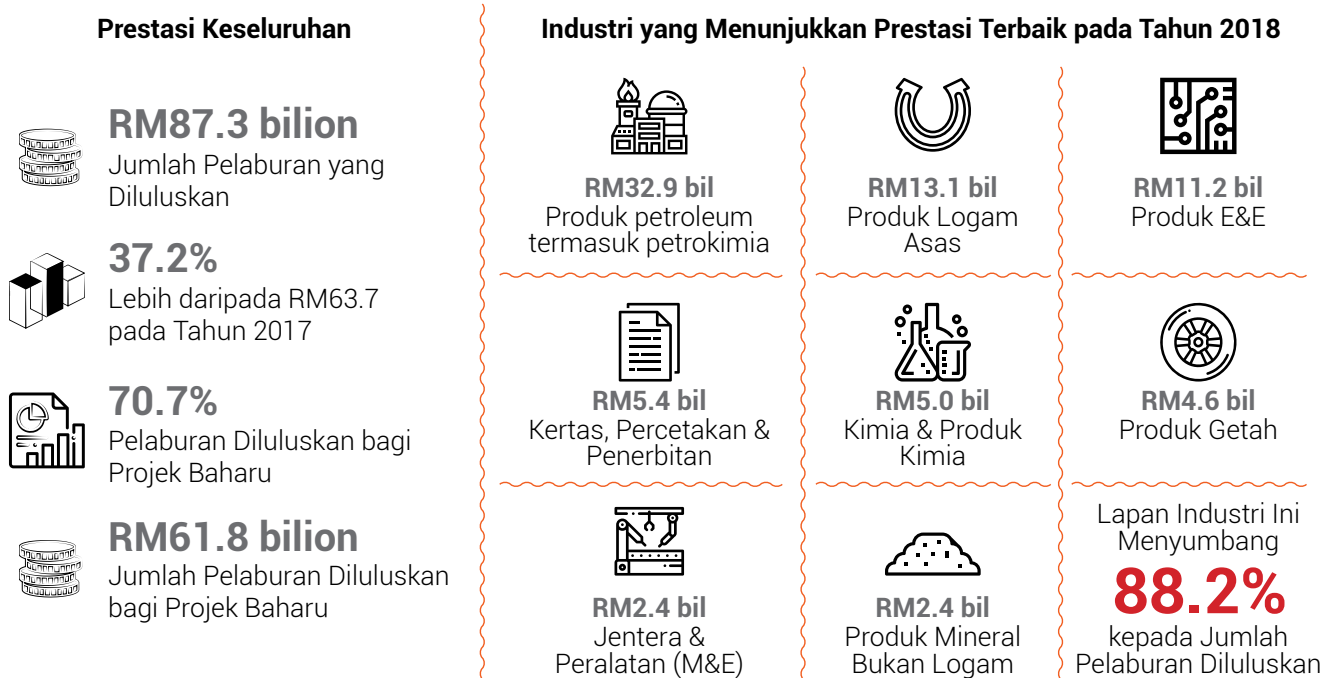 Prestasi Keseluruhan
RM87.3 bilion
Jumlah Pelaburan yang
Diluluskan
37.2%
Lebih daripada RM63.7
pada Tahun 2017
70.7%
Pelaburan Diluluskan bagi
Projek Baharu
RM61.8 bilion
Jumlah Pelaburan Diluluskan
bagi Projek Baharu
Industri yang Menunjukkan Prestasi Terbaik pada Tahun 2018
RM32.9 bil
Produk petroleum
termasuk petrokimia
RM13.1 bil
Produk Logam
Asas
RM11.2 bil
Produk E&E
RM5.4 bil
Kertas, Percetakan &
Penerbitan
RM5.0 bil
Kimia & Produk
Kimia
RM4.6 bil
Produk Getah
RM2.4 bil
Jentera &
Peralatan (M&E)
RM2.4 bil
Produk Mineral
Bukan Logam
Lapan Industri Ini
Menyumbang
88.2%
kepada Jumlah
Pelaburan Diluluskan